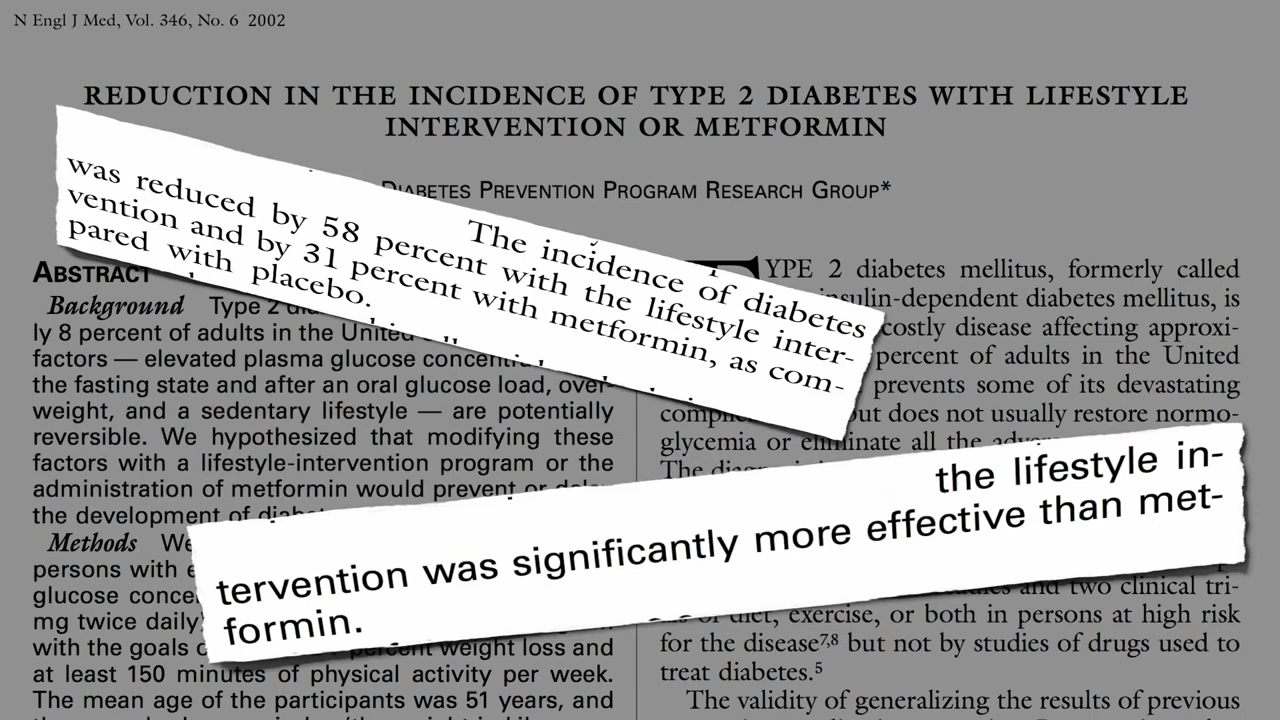 N Engl J Med, Vol. 346, No. 6 2002
REDUCTION IN THE INCIDENCE OF TYPE 2 DIABETES WITH LIFESTYLE
INTERVENTION OR METFORMIN
DIABETES PREVENTION PROGRAM RESEARCH GROUP*
The incidence of diabetes
was reduced by 58 percent with the lifestyle inter-
vention and by 31 percent with metformin, as com-
pared with placebo.
ABSTRACT
Background Type 2
ly 8 percent of adults in the United
factors — elevated plasma glucose
the fasting state and after an oral glucose load, over-
weight, and a sedentary lifestyle — are potentially
reversible. We hypothesized that modifying these
factors with a lifestyle-intervention program or the
administration of metformin would prevent or
the development of
Methods We
persons with
glucose
mg twice daily)
with the goals percent weight loss and
at least 150 minutes of physical activity per week.
The mean age of the participants was 51 years, and
YPE 2 diabetes mellitus, formerly called
insulin-dependent diabetes mellitus, is
costly disease affecting approxi-
percent of adults in the United
prevents some of its devastating
but does not usually restore normo-
glycemia or eliminate all the
The
the lifestyle in-
tervention was significantly more effective than met-
formin.
and two clinical tri-
diet, exercise, or both in persons at high risk
for the disease7,8 but not by studies of drugs used to
treat diabetes.5
The validity of generalizing the results of previous